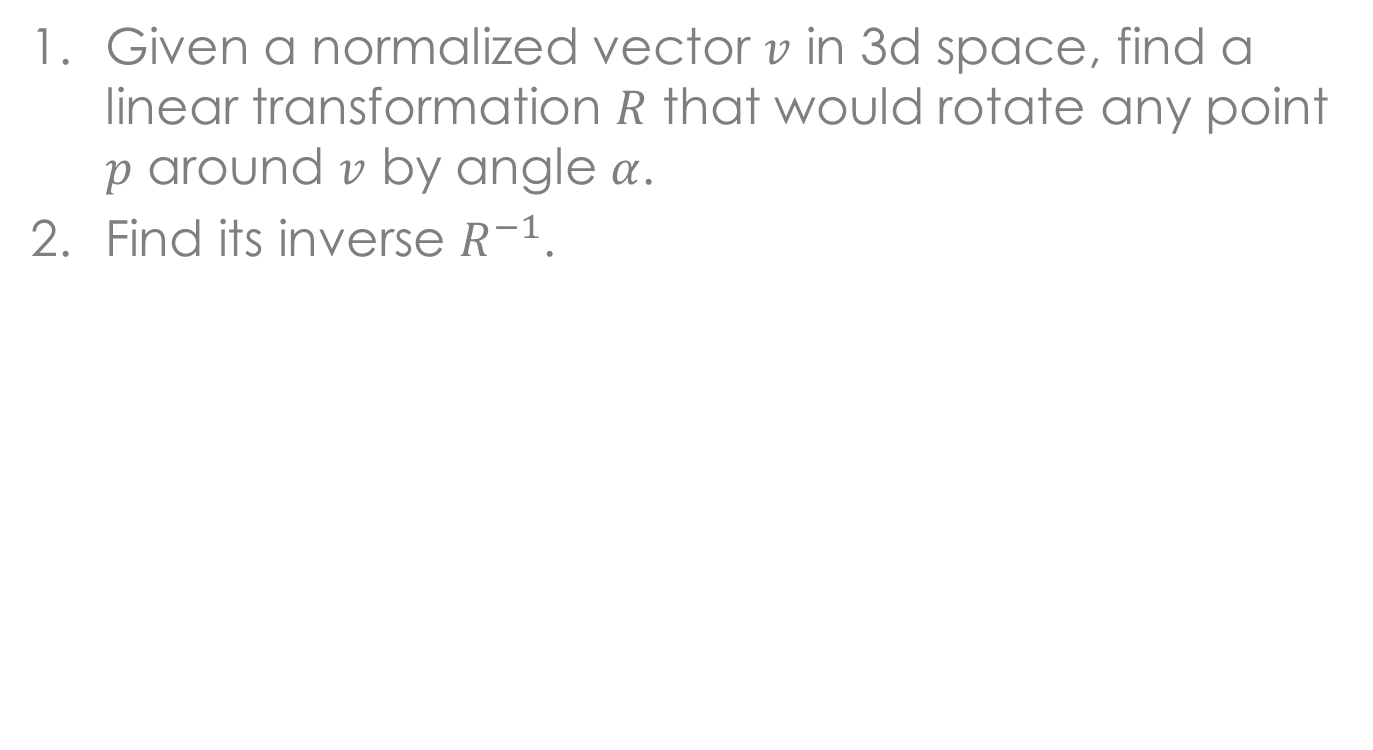 1. Given a normalized vector 𝑣 in 3d space, find a
linear transformation 𝑅 that would rotate any point
𝑝 around 𝑣 by angle 𝛼.
2. Find its inverse 𝑅⁻¹.